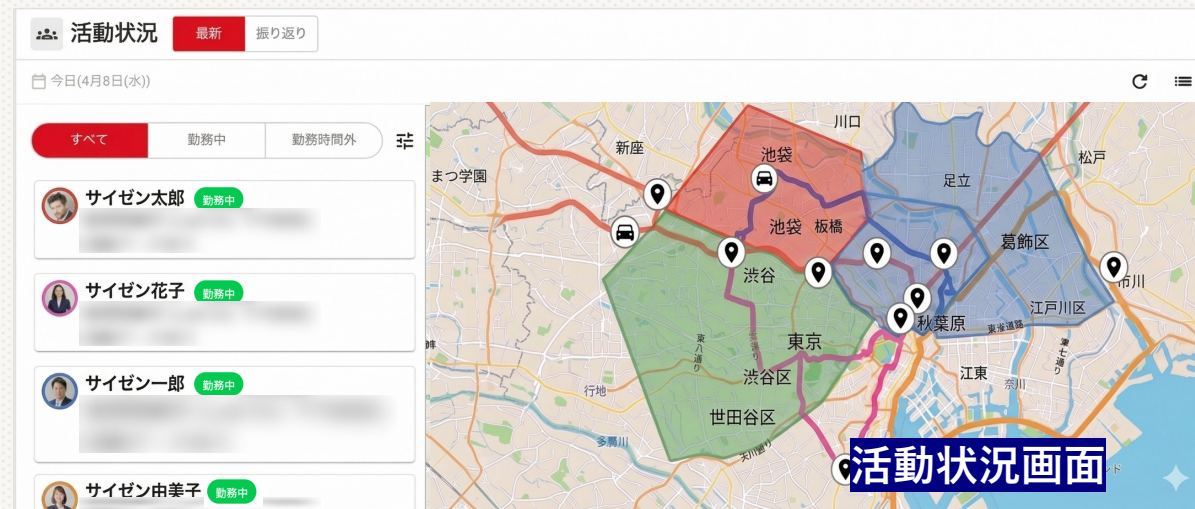 活動状況
最新
振り返り
今日(4月8日(水))
すべて
勤務中
勤務時間外
サイゼン太郎
勤務中
サイゼン花子
勤務中
サイゼン一郎
勤務中
サイゼン由美子
勤務中
川口
新座
池袋
松戸
まつ学園
足立
池袋
板橋
葛飾区
渋谷
市川
江戸川区
秋葉原
東京
江東
渋谷区
奈川
行地
世田谷区
多髈川
活動状況画面